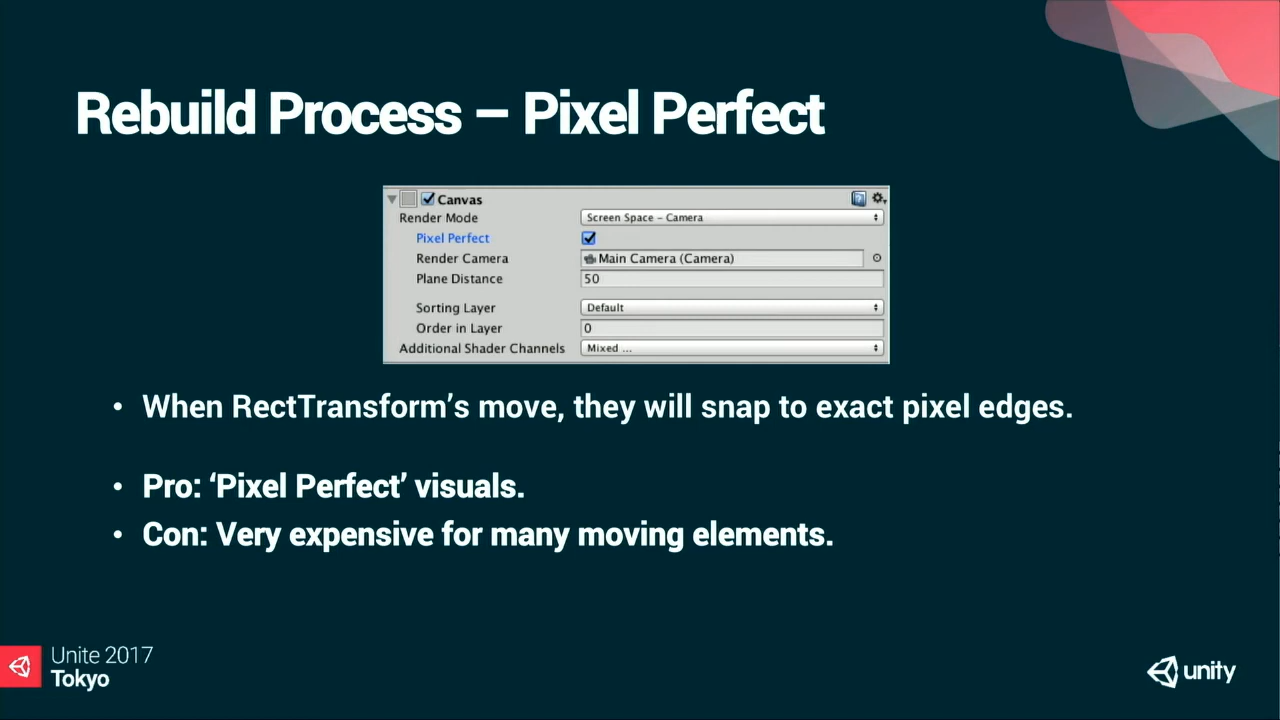 Rebuild Process – Pixel Perfect
Canvas
Render Mode
Screen Space – Camera
Pixel Perfect
Render Camera
Main Camera (Camera)
Plane Distance
50
Sorting Layer
Default
Order in Layer
0
Additional Shader Channels
Mixed ...
• When RectTransform’s move, they will snap to exact pixel edges.
• Pro: ‘Pixel Perfect’ visuals.
• Con: Very expensive for many moving elements.
Unite 2017
Tokyo
unity